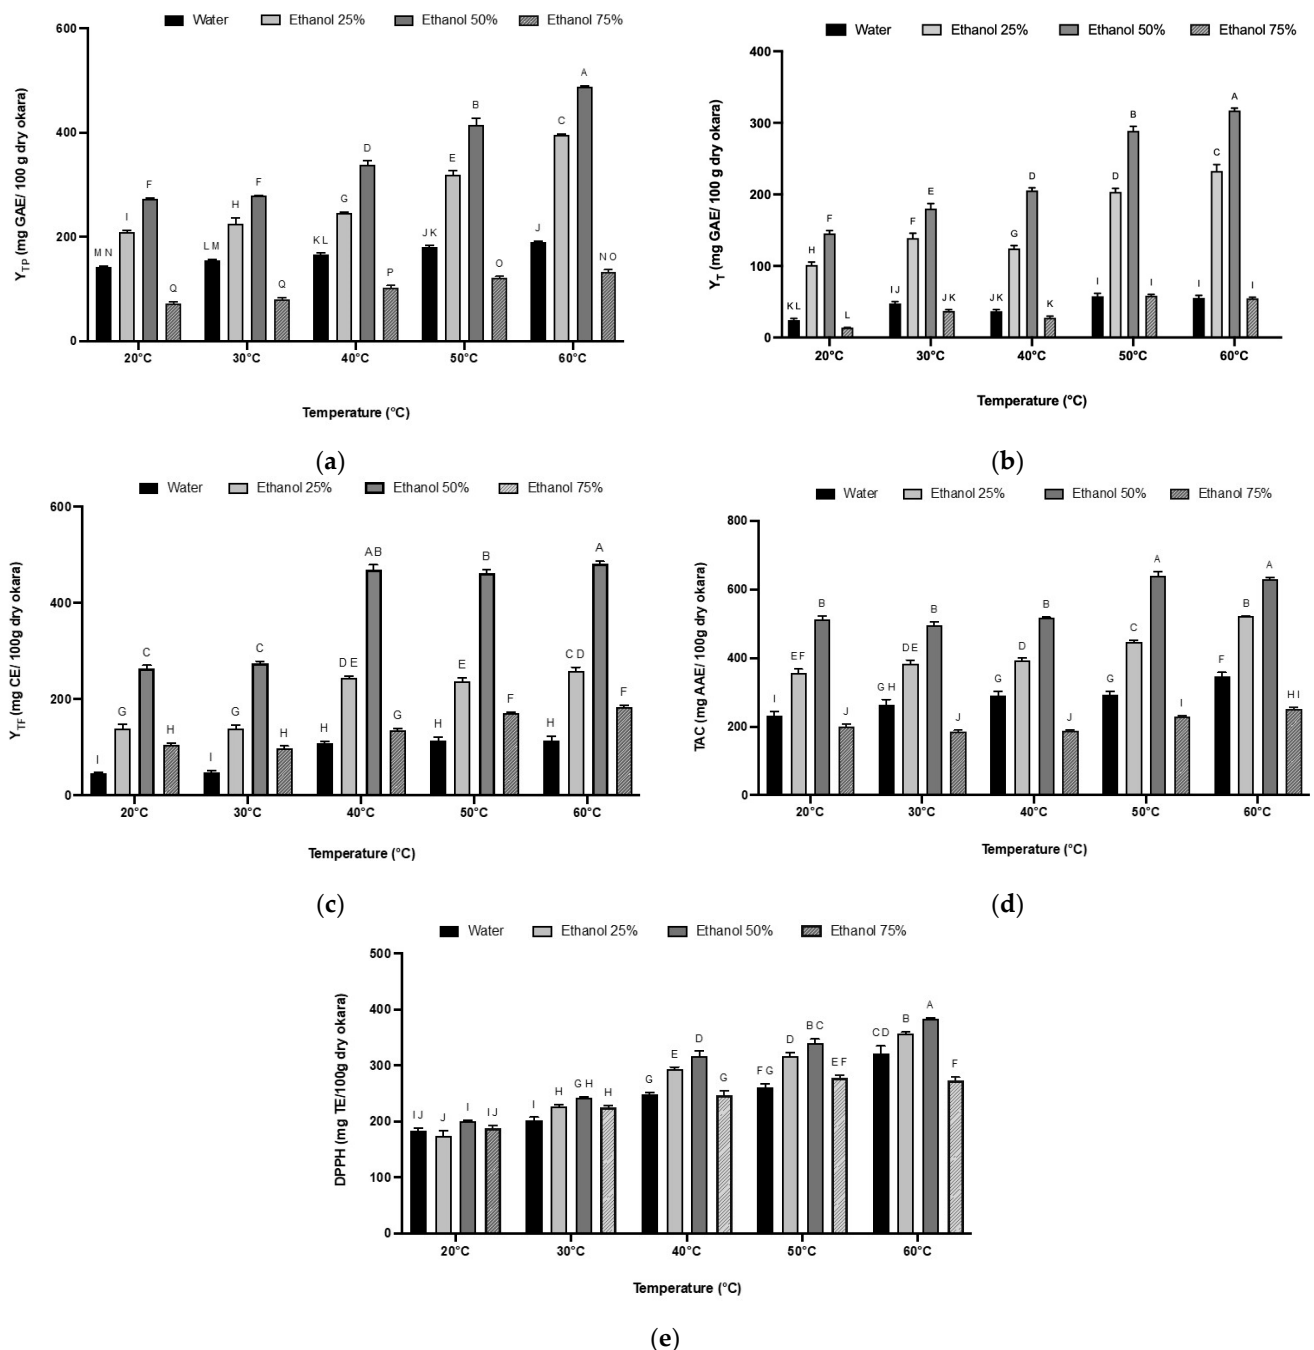 Water Ethanol 25% Ethanol 50% Ethanol 75%
600
400
200
0
Y_TP (mg GAE/ 100 g dry okara)
M N I F Q
L M H F Q
K L G D P
J K E B O
J C A N O
20°C 30°C 40°C 50°C 60°C
Temperature (°C)
(a)
Water Ethanol 25% Ethanol 50% Ethanol 75%
400
300
200
100
0
Y_T (mg GAE/ 100 g dry okara)
K L H F L
I J F E J K
J K G D K
I D B I
I C A I
20°C 30°C 40°C 50°C 60°C
Temperature (°C)
(b)
Water Ethanol 25% Ethanol 50% Ethanol 75%
600
400
200
0
Y_TF (mg CE/ 100g dry okara)
I G C H
I G C H
H D E A B G
H E B F
H C D A F
20°C 30°C 40°C 50°C 60°C
Temperature (°C)
(c)
Water Ethanol 25% Ethanol 50% Ethanol 75%
800
600
400
200
0
TAC (mg AAE/ 100g dry okara)
I E F B J
G H D E B J
G D B J
G C A I
F B A H I
20°C 30°C 40°C 50°C 60°C
Temperature (°C)
(d)
Water Ethanol 25% Ethanol 50% Ethanol 75%
500
400
300
200
100
0
DPPH (mg TE/100g dry okara)
I J J I I J
I H G H H
G E D G
F G D B C E F
C D B A F
20°C 30°C 40°C 50°C 60°C
Temperature (°C)
(e)